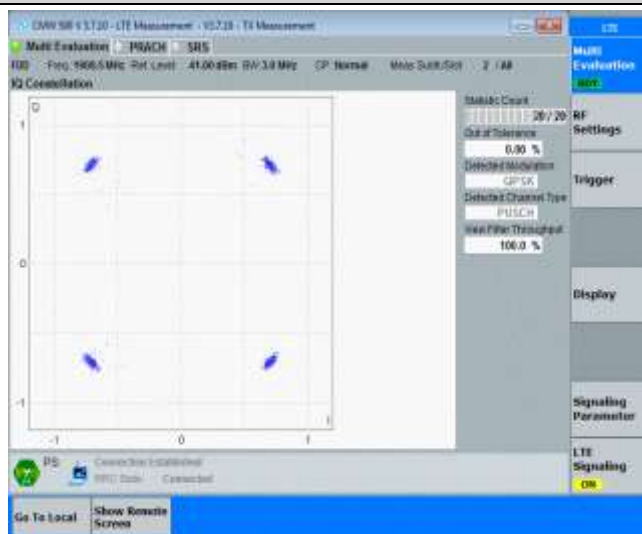 CMW 500 V 3.7.20 - LTE Measurement - V3.7.20 - TX Measurement
LTE
Multi Evaluation PRACH SRS
FDD Freq: MHz Ref. Level: 41.00 dBm BW: 3.0 MHz CP: Normal Meas Subfr./Slot: 2 / All
IQ Constellation
Q
1
0
-1
-1 0 1
I
Statistic Count
20 / 20
Out of Tolerance
0.00 %
Detected Modulation
QPSK
Detected Channel Type
PUSCH
View Filter Throughput
100.0 %
Multi
Evaluation
RDY
RF
Settings
Trigger
Display
Signaling
Parameter
LTE
Signaling
ON
PS: Connection Established
RRC State: Connected
Go To Local
Show Remote
Screen